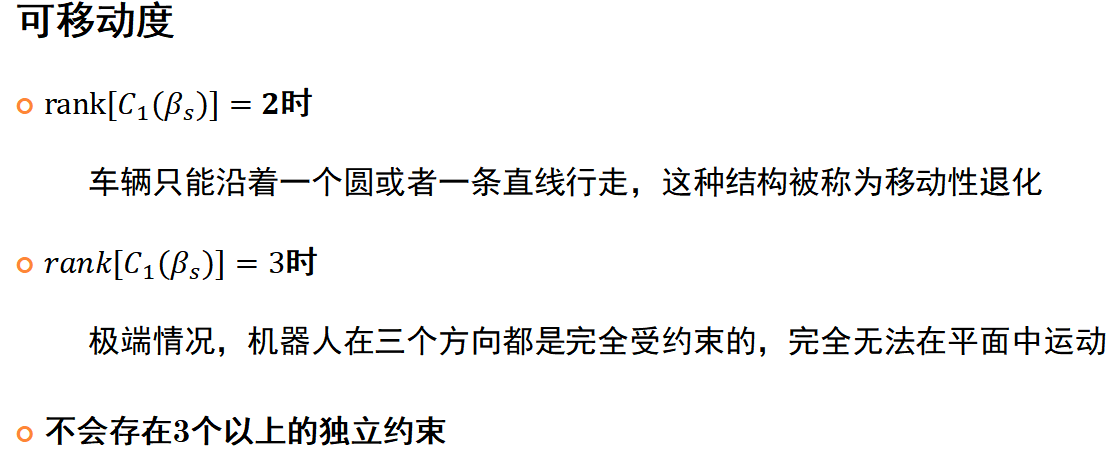 可移动度
rank[C₁(βₛ)] = 2时
车辆只能沿着一个圆或者一条直线行走，这种结构被称为移动性退化
rank[C₁(βₛ)] = 3时
极端情况，机器人在三个方向都是完全受约束的，完全无法在平面中运动
不会存在3个以上的独立约束